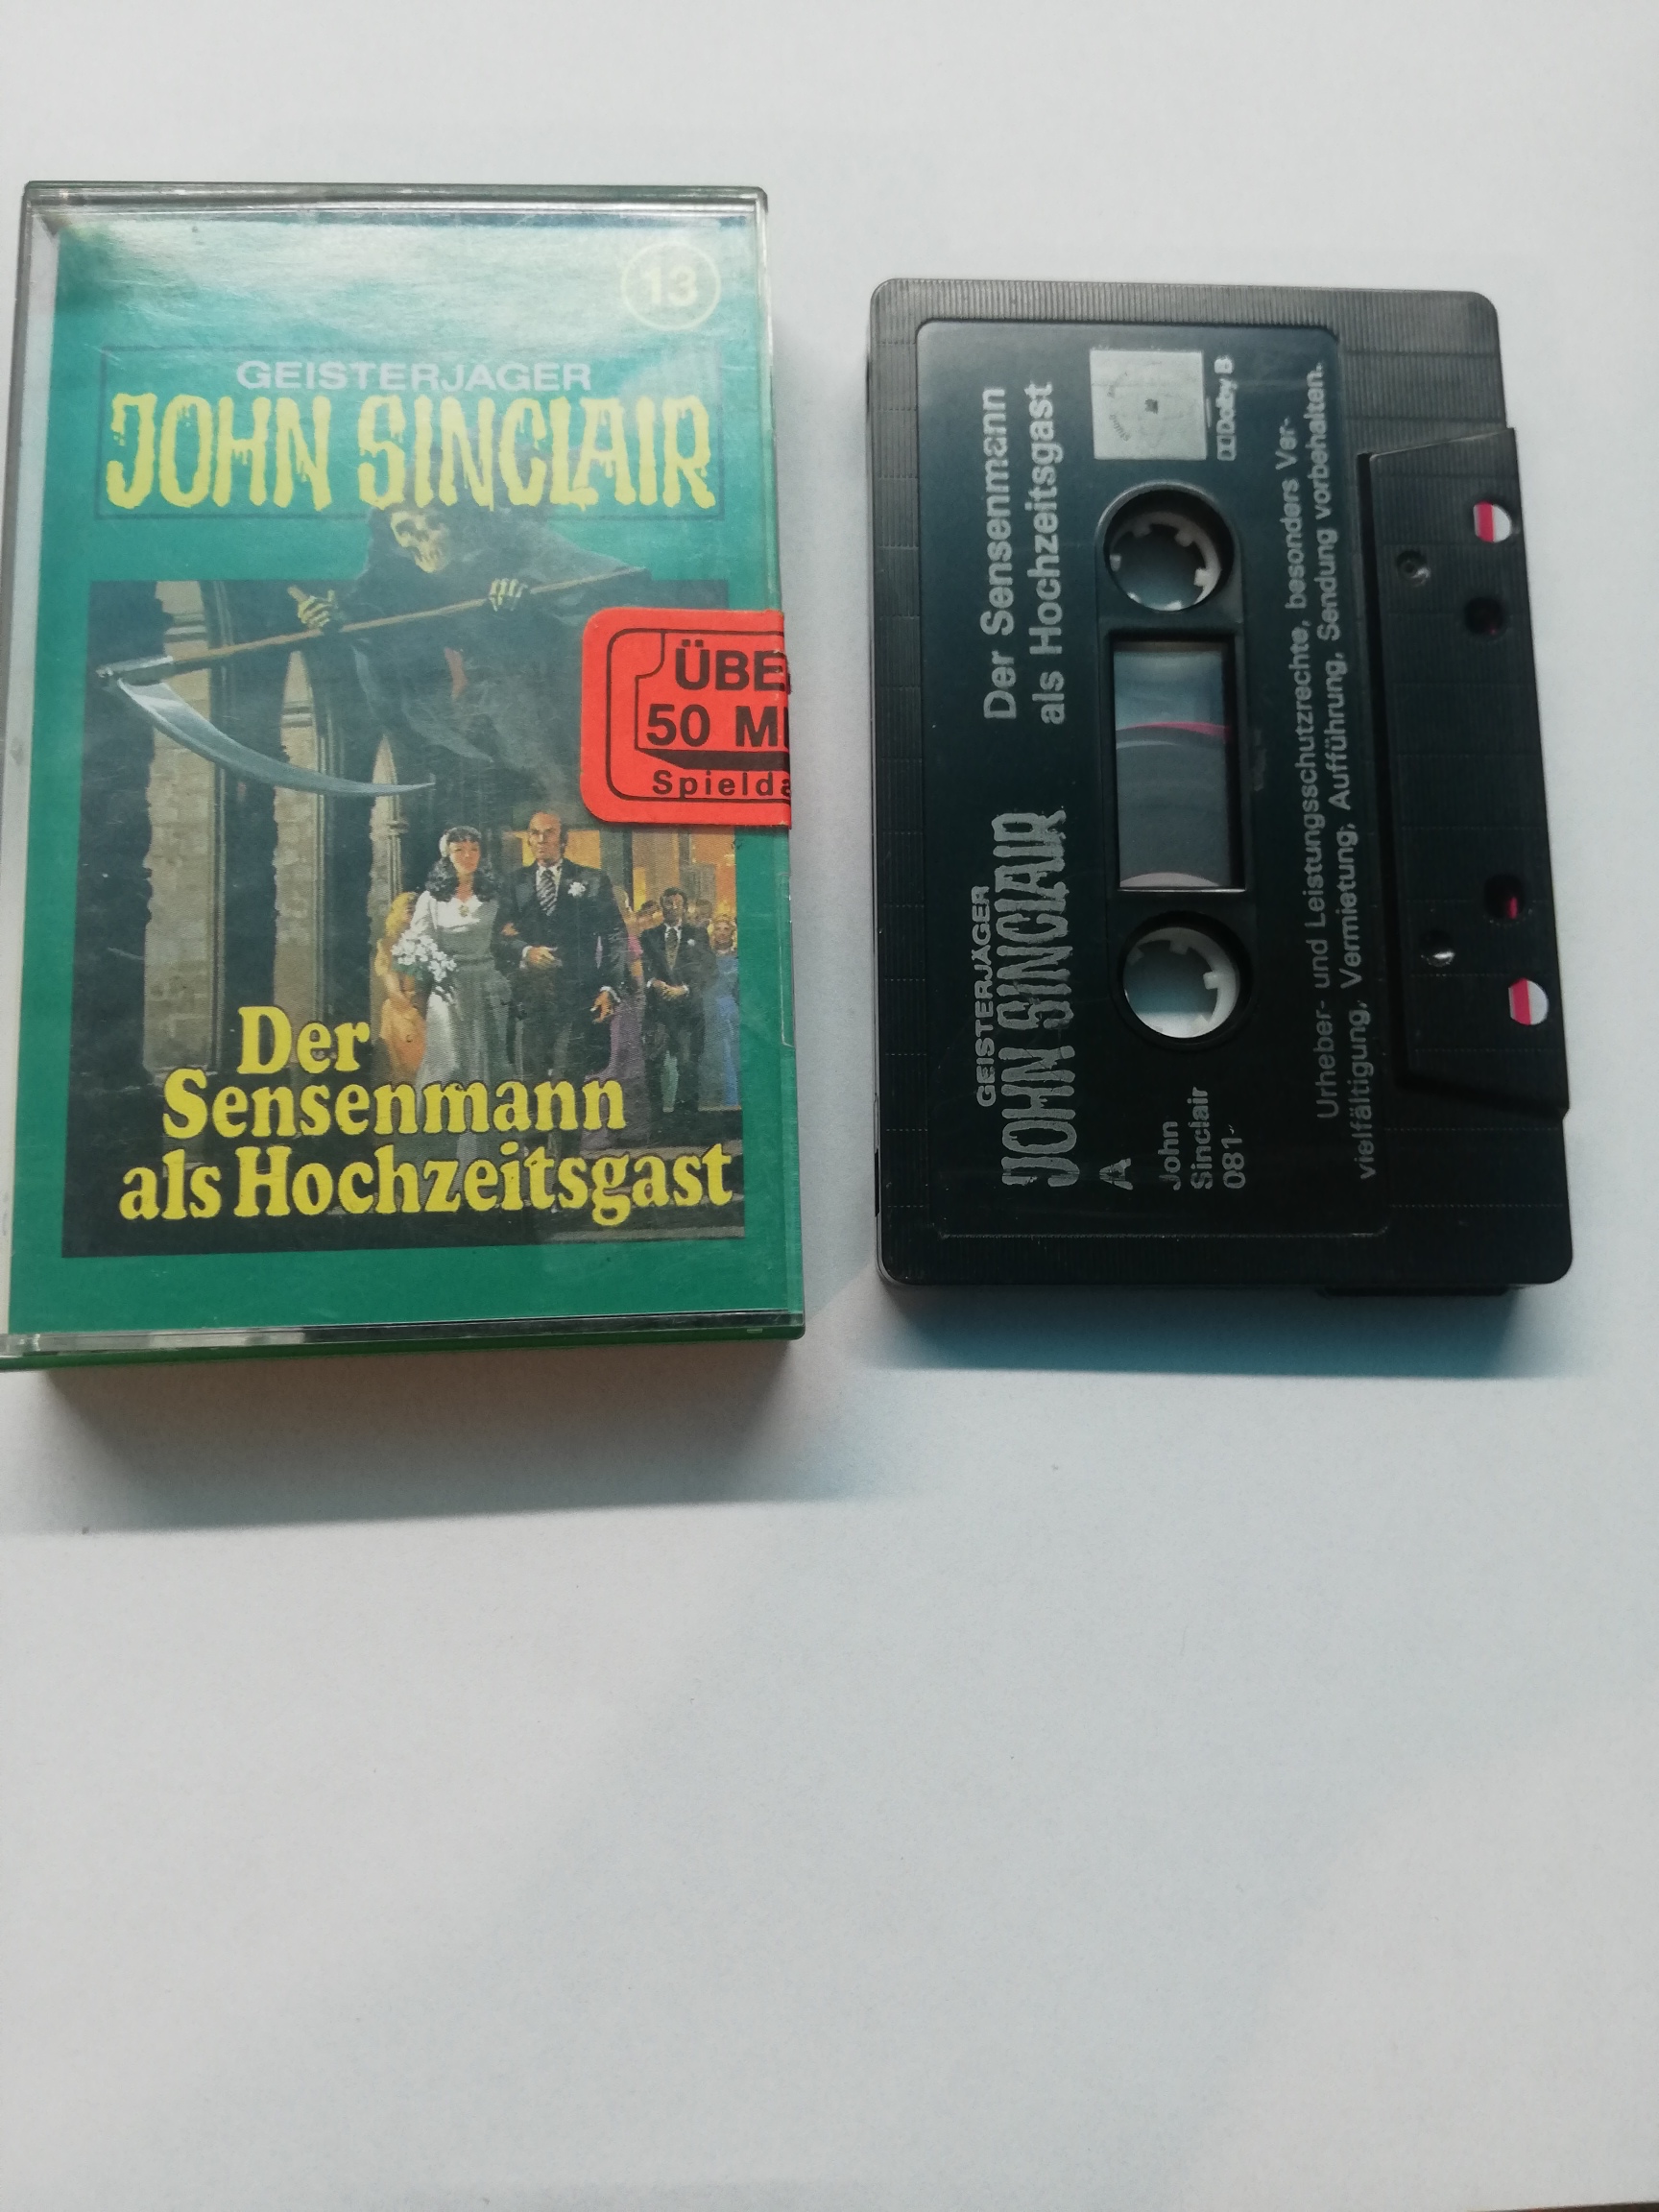 13
GEISTERJÄGER
JOHN SINCLAIR
ÜBE
50 MI
Spielda
Der
Sensenmann
als Hochzeitsgast
GEISTERJÄGER
JOHN SINCLAIR
Der Sensenmann
als Hochzeitsgast
A
John
Sinclair
081-
Dolby B
Urheber- und Leistungsschutzrechte, besonders Ver-
vielfältigung, Vermietung, Aufführung, Sendung vorbehalten.